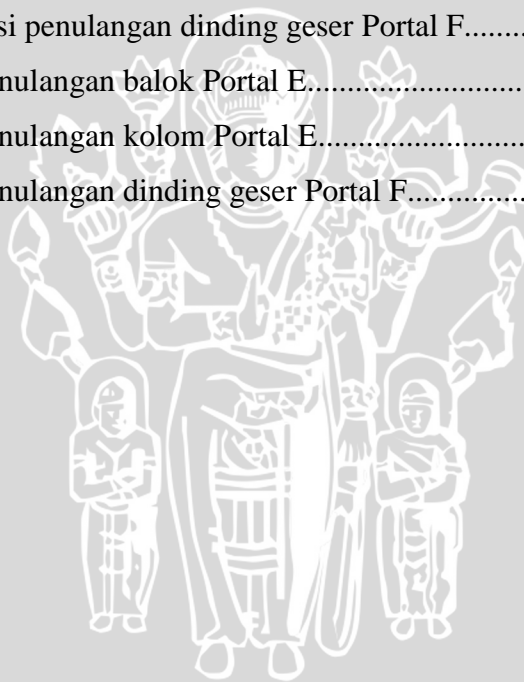 si penulangan dinding geser Portal F..........
nulangan balok Portal E..............................
nulangan kolom Portal E............................
nulangan dinding geser Portal F................